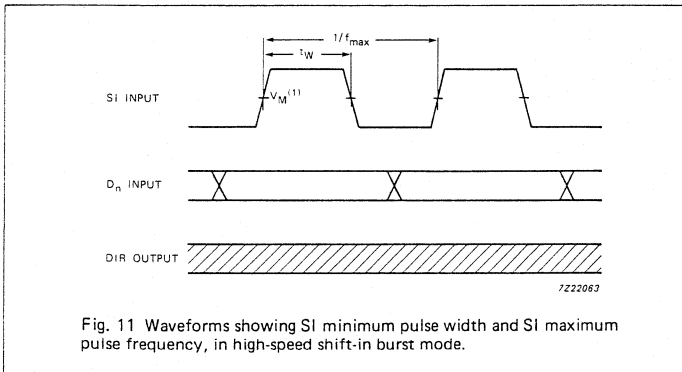 1/fmax
tW
SI INPUT
VM(1)
Dn INPUT
DIR OUTPUT
7Z22063
Fig. 11 Waveforms showing SI minimum pulse width and SI maximum
pulse frequency, in high-speed shift-in burst mode.